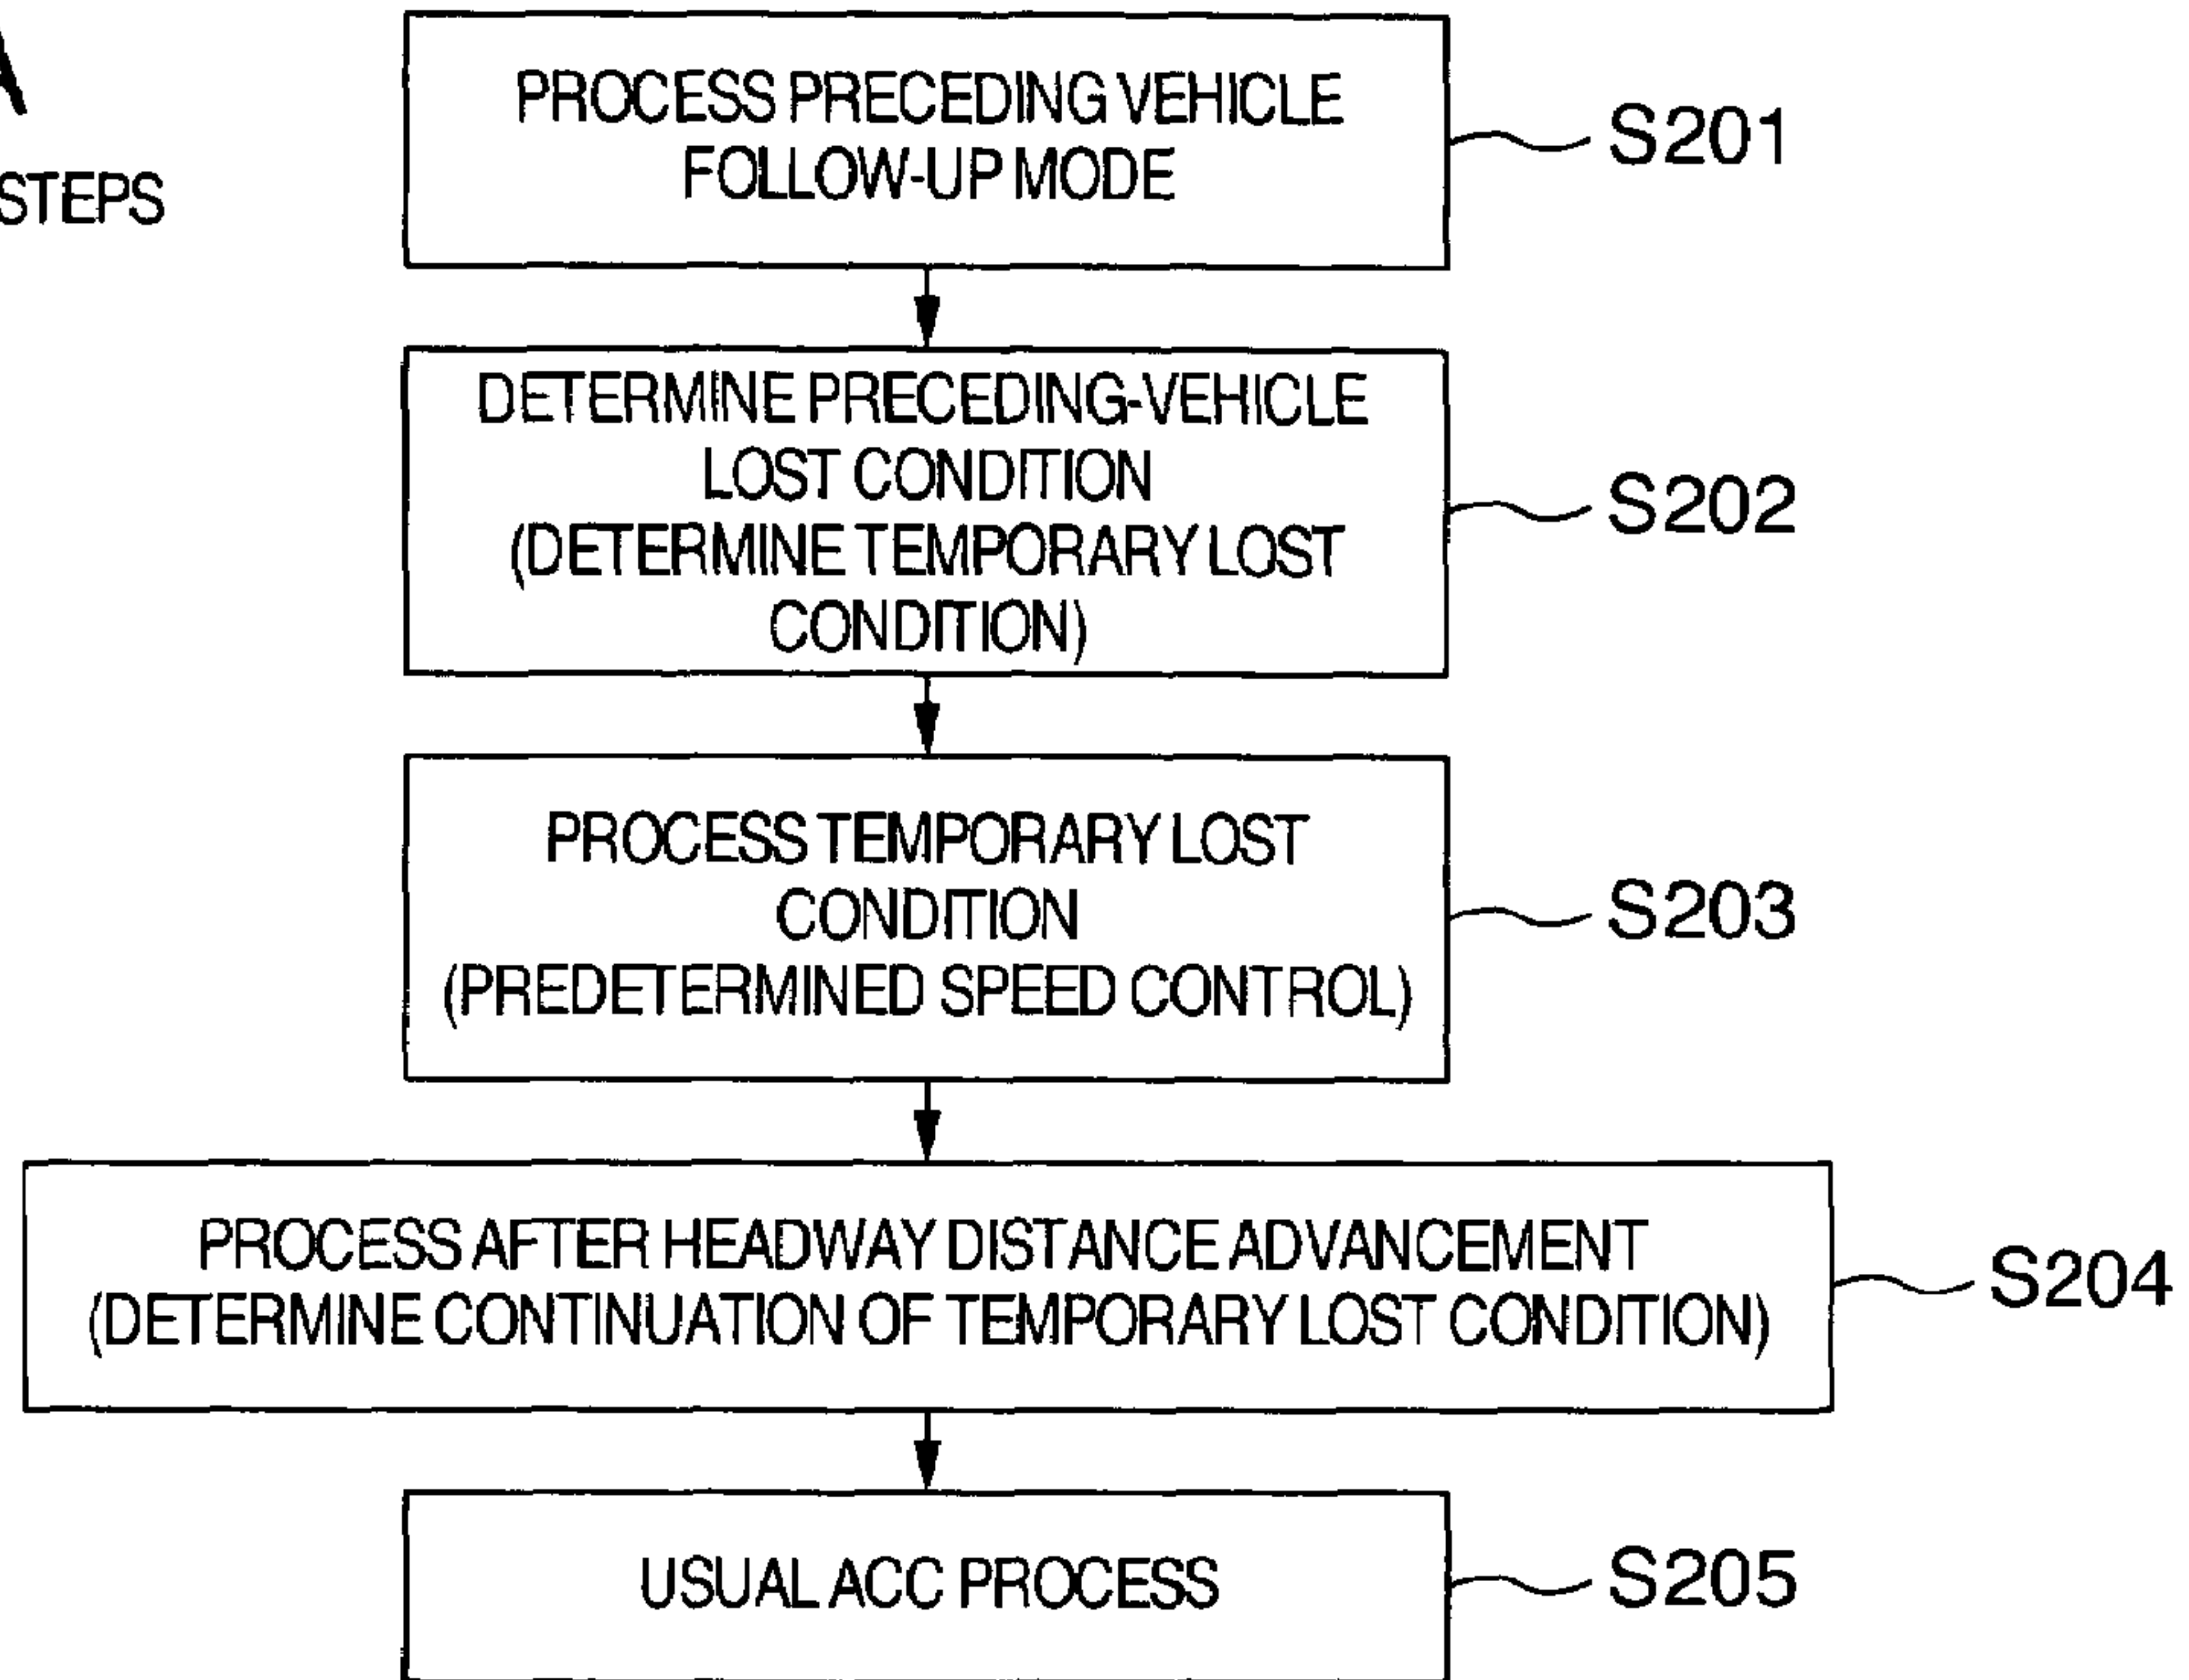 A
STEPS
PROCESS PRECEDING VEHICLE
FOLLOW-UP MODE
S201
DETERMINE PRECEDING-VEHICLE
LOST CONDITION
(DETERMINE TEMPORARY LOST
CONDITION)
S202
PROCESS TEMPORARY LOST
CONDITION
(PREDETERMINED SPEED CONTROL)
S203
PROCESS AFTER HEADWAY DISTANCE ADVANCEMENT
(DETERMINE CONTINUATION OF TEMPORARY LOST CONDITION)
S204
USUAL ACC PROCESS
S205